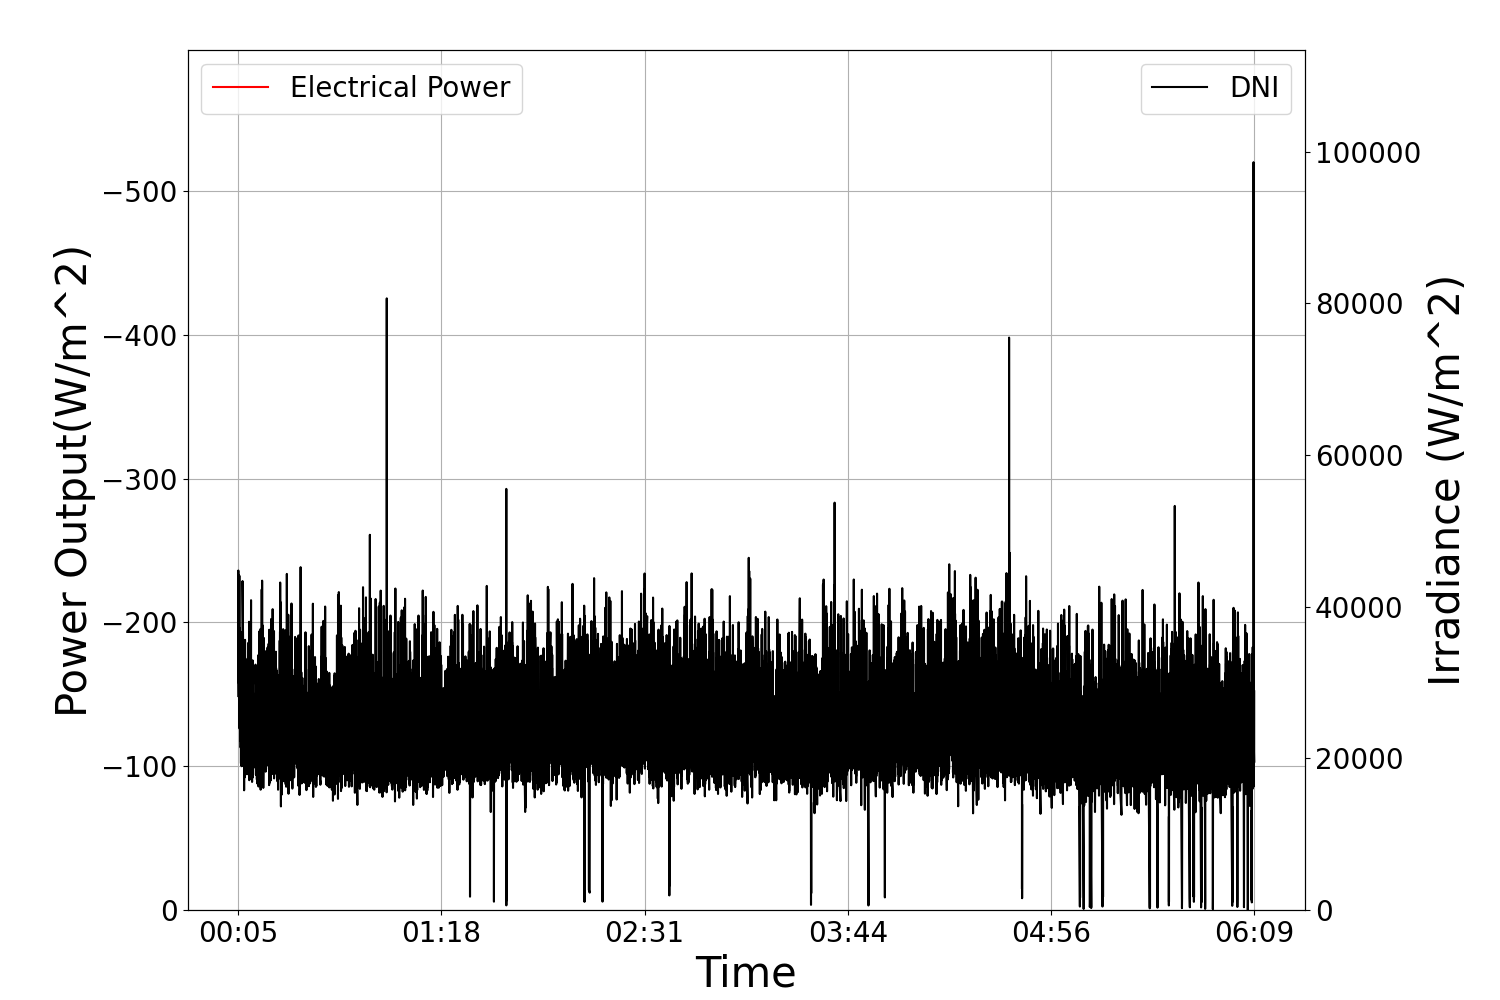 Electrical Power
DNI
Power Output(W/m^2)
−500
−400
−300
−200
−100
0
100000
80000
60000
40000
20000
0
Irradiance (W/m^2)
00:05 01:18 02:31 03:44 04:56 06:09
Time